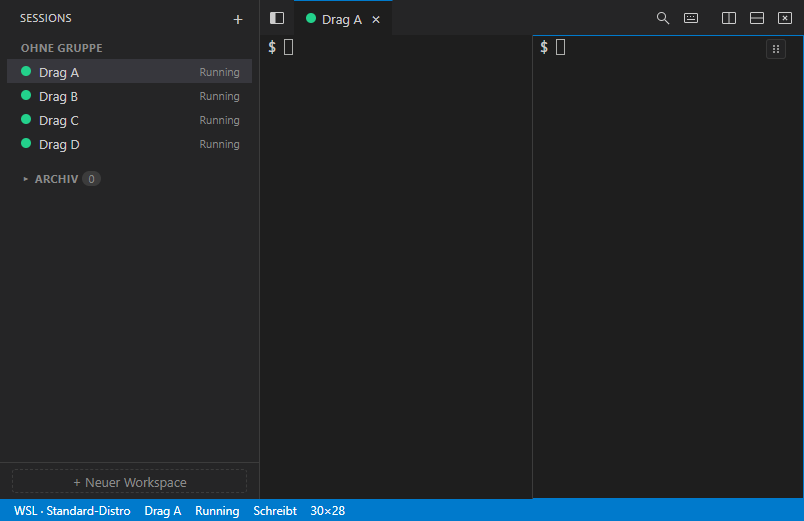 SESSIONS +
OHNE GRUPPE
Drag A Running
Drag B Running
Drag C Running
Drag D Running
ARCHIV 0
+ Neuer Workspace
Drag A ×
$
$
WSL · Standard-Distro Drag A Running Schreibt 30×28